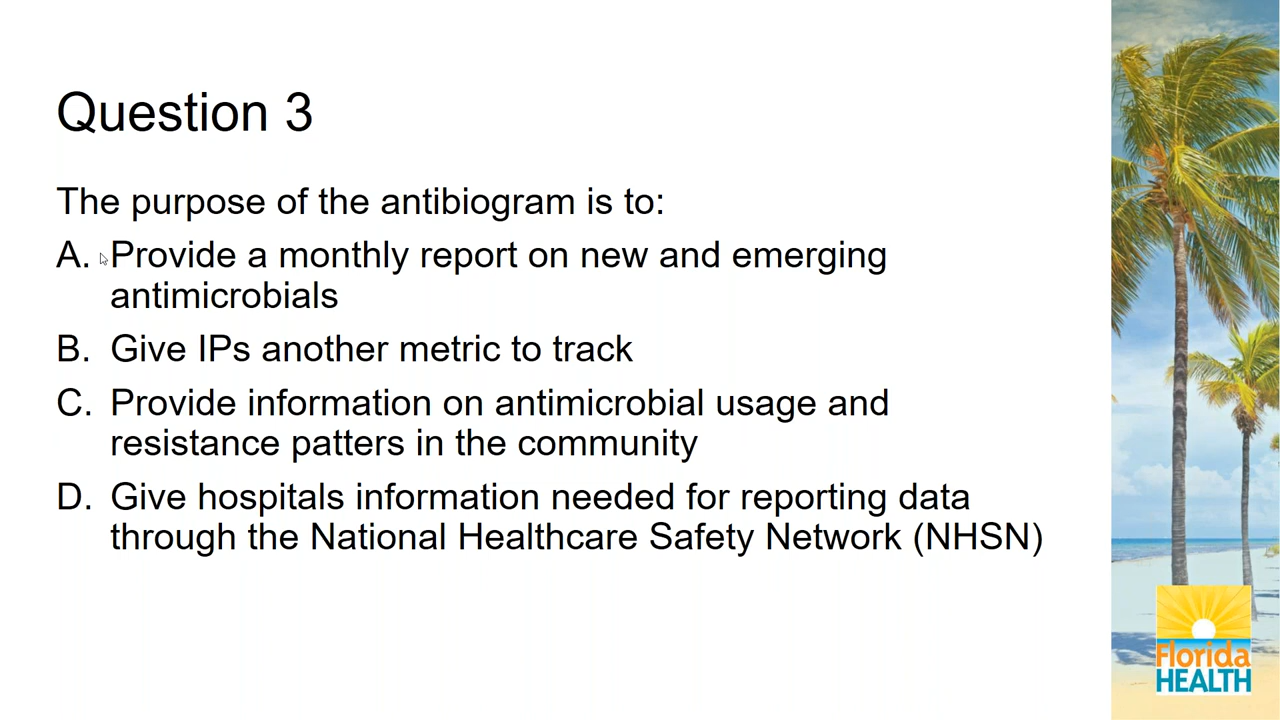 Question 3
The purpose of the antibiogram is to:
A. Provide a monthly report on new and emerging
antimicrobials
B. Give IPs another metric to track
C. Provide information on antimicrobial usage and
resistance patters in the community
D. Give hospitals information needed for reporting data
through the National Healthcare Safety Network (NHSN)
Florida
HEALTH